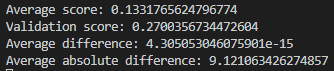 Average score: 0.1331765624796774
Validation score: 0.2700356734472604
Average difference: 4.305053046075901e-15
Average absolute difference: 9.121063426274857